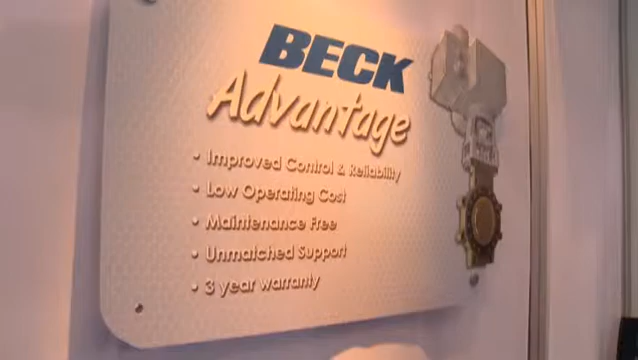 BECK
Advantage
• Improved Control & Reliability
• Low Operating Cost
• Maintenance Free
• Unmatched Support
• 3 year warranty